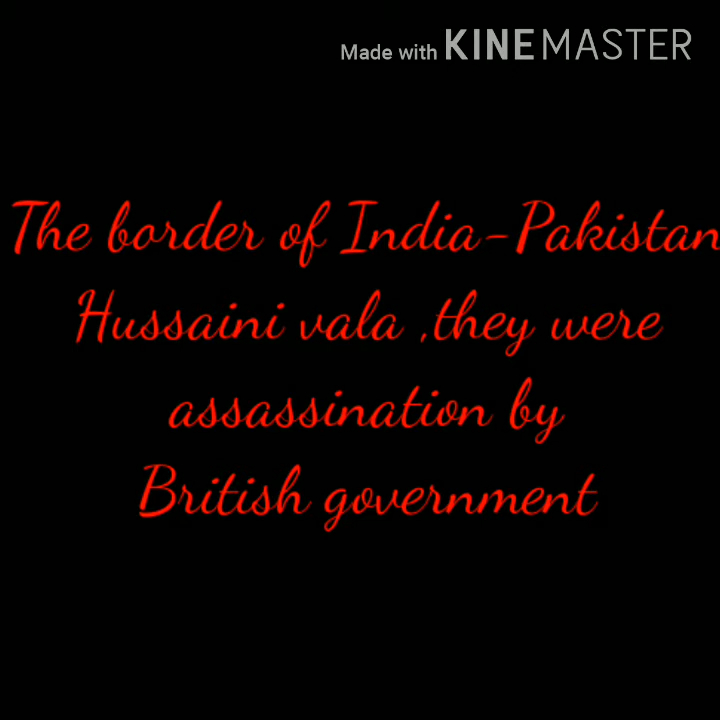 Made with KINEMASTER
The border of India-Pakistan
Hussaini vala ,they were
assassination by
British government